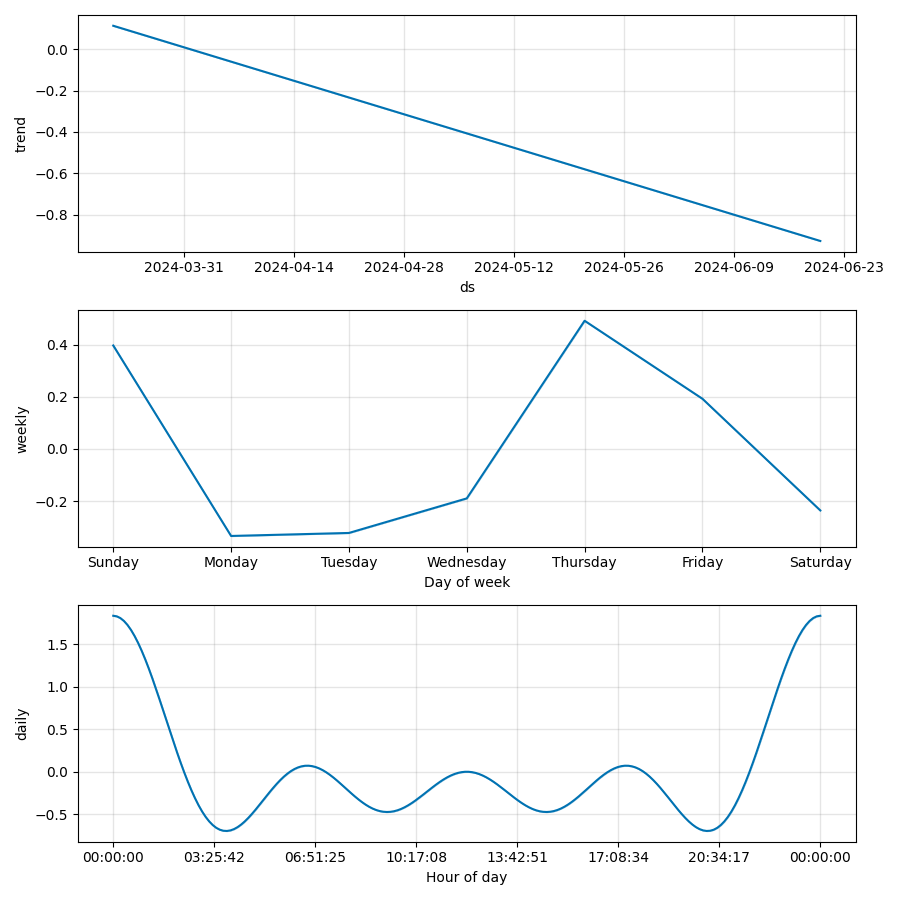 trend
0.0
−0.2
−0.4
−0.6
−0.8
2024-03-31 2024-04-14 2024-04-28 2024-05-12 2024-05-26 2024-06-09 2024-06-23
ds
weekly
0.4
0.2
0.0
−0.2
Sunday Monday Tuesday Wednesday Thursday Friday Saturday
Day of week
daily
1.5
1.0
0.5
0.0
−0.5
00:00:00 03:25:42 06:51:25 10:17:08 13:42:51 17:08:34 20:34:17 00:00:00
Hour of day